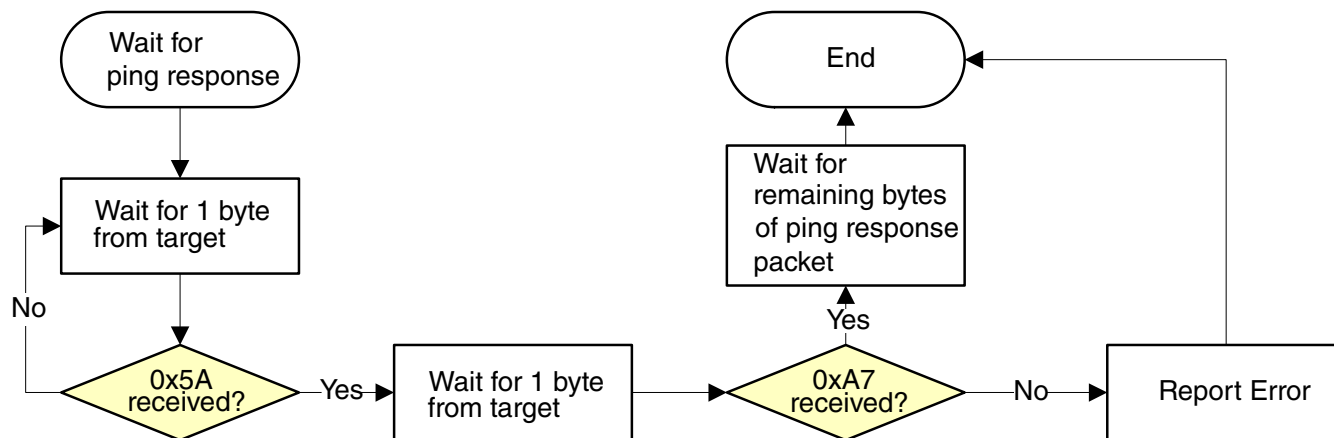 Wait for
ping response
Wait for 1 byte
from target
No
0x5A
received?
Yes
Wait for 1 byte
from target
0xA7
received?
Yes
Wait for
remaining bytes
of ping response
packet
End
No
Report Error